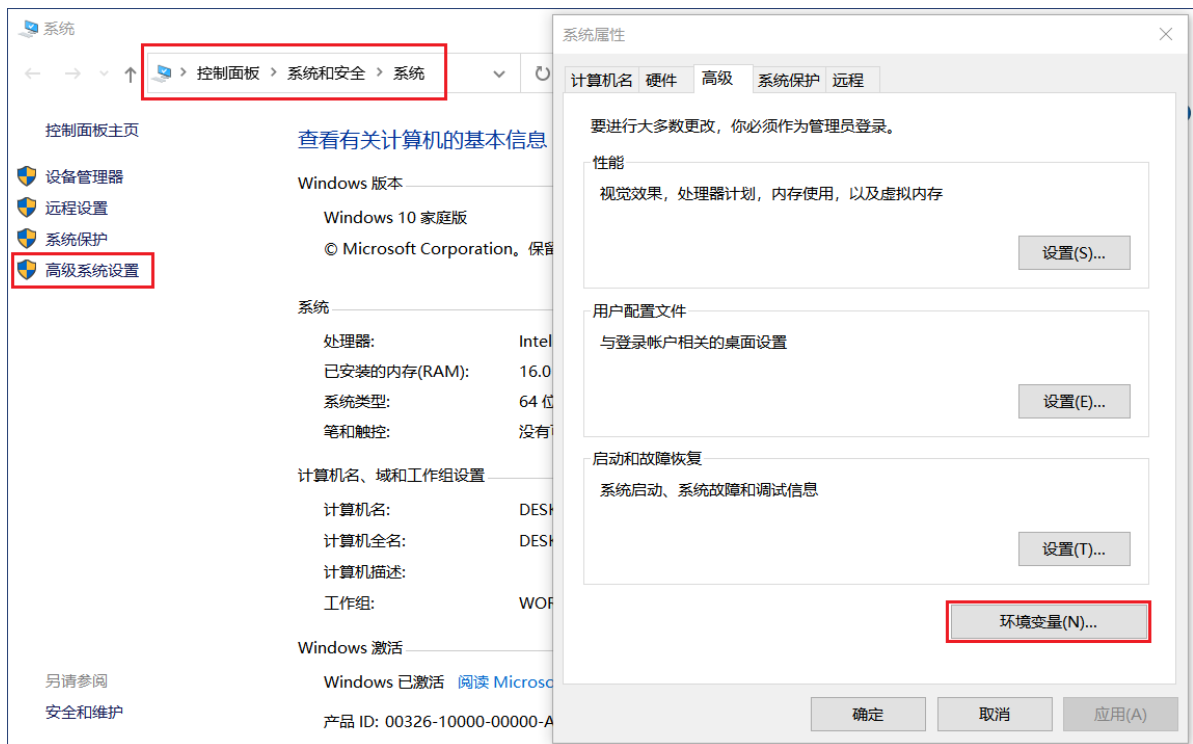 系统
控制面板 > 系统和安全 > 系统
控制面板主页
设备管理器
远程设置
系统保护
高级系统设置
另请参阅
安全和维护
查看有关计算机的基本信息
Windows 版本
Windows 10 家庭版
© Microsoft Corporation。保留
系统
处理器: Intel
已安装的内存(RAM): 16.0
系统类型: 64 位
笔和触控: 没有
计算机名、域和工作组设置
计算机名: DESK
计算机全名: DESK
计算机描述:
工作组: WOR
Windows 激活
Windows 已激活 阅读 Microso
产品 ID: 00326-10000-00000-A
系统属性
计算机名 硬件 高级 系统保护 远程
要进行大多数更改，你必须作为管理员登录。
性能
视觉效果，处理器计划，内存使用，以及虚拟内存
设置(S)...
用户配置文件
与登录帐户相关的桌面设置
设置(E)...
启动和故障恢复
系统启动、系统故障和调试信息
设置(T)...
环境变量(N)...
确定 取消 应用(A)